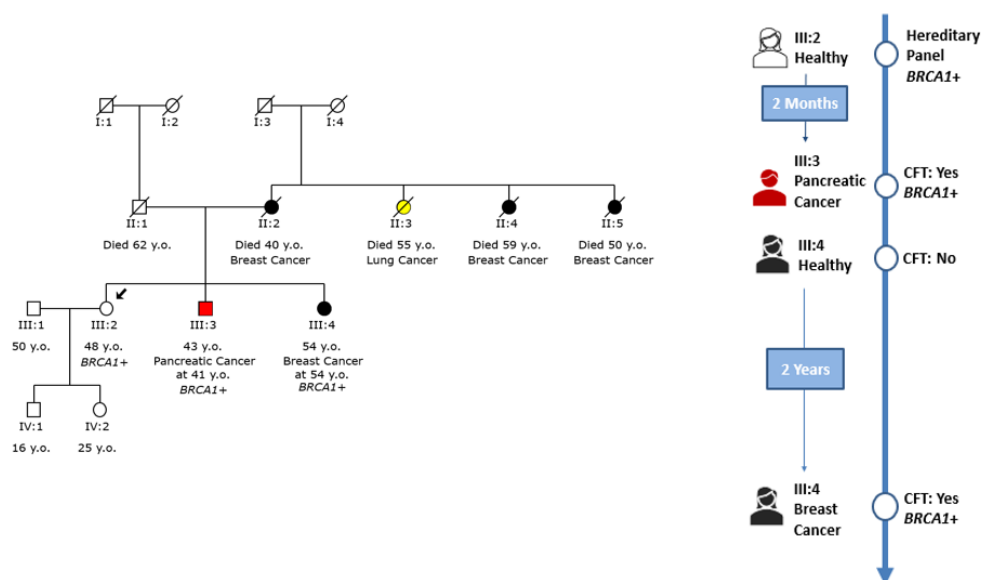 I:1
I:2
I:3
I:4
II:1
II:2
II:3
II:4
II:5
Died 62 y.o.
Died 40 y.o.
Breast Cancer
Died 55 y.o.
Lung Cancer
Died 59 y.o.
Breast Cancer
Died 50 y.o.
Breast Cancer
III:1
III:2
III:3
III:4
50 y.o.
48 y.o.
BRCA1+
43 y.o.
Pancreatic Cancer
at 41 y.o.
BRCA1+
54 y.o.
Breast Cancer
at 54 y.o.
BRCA1+
IV:1
IV:2
16 y.o.
25 y.o.
III:2
Healthy
Hereditary
Panel
BRCA1+
2 Months
III:3
Pancreatic
Cancer
CFT: Yes
BRCA1+
III:4
Healthy
CFT: No
2 Years
III:4
Breast
Cancer
CFT: Yes
BRCA1+